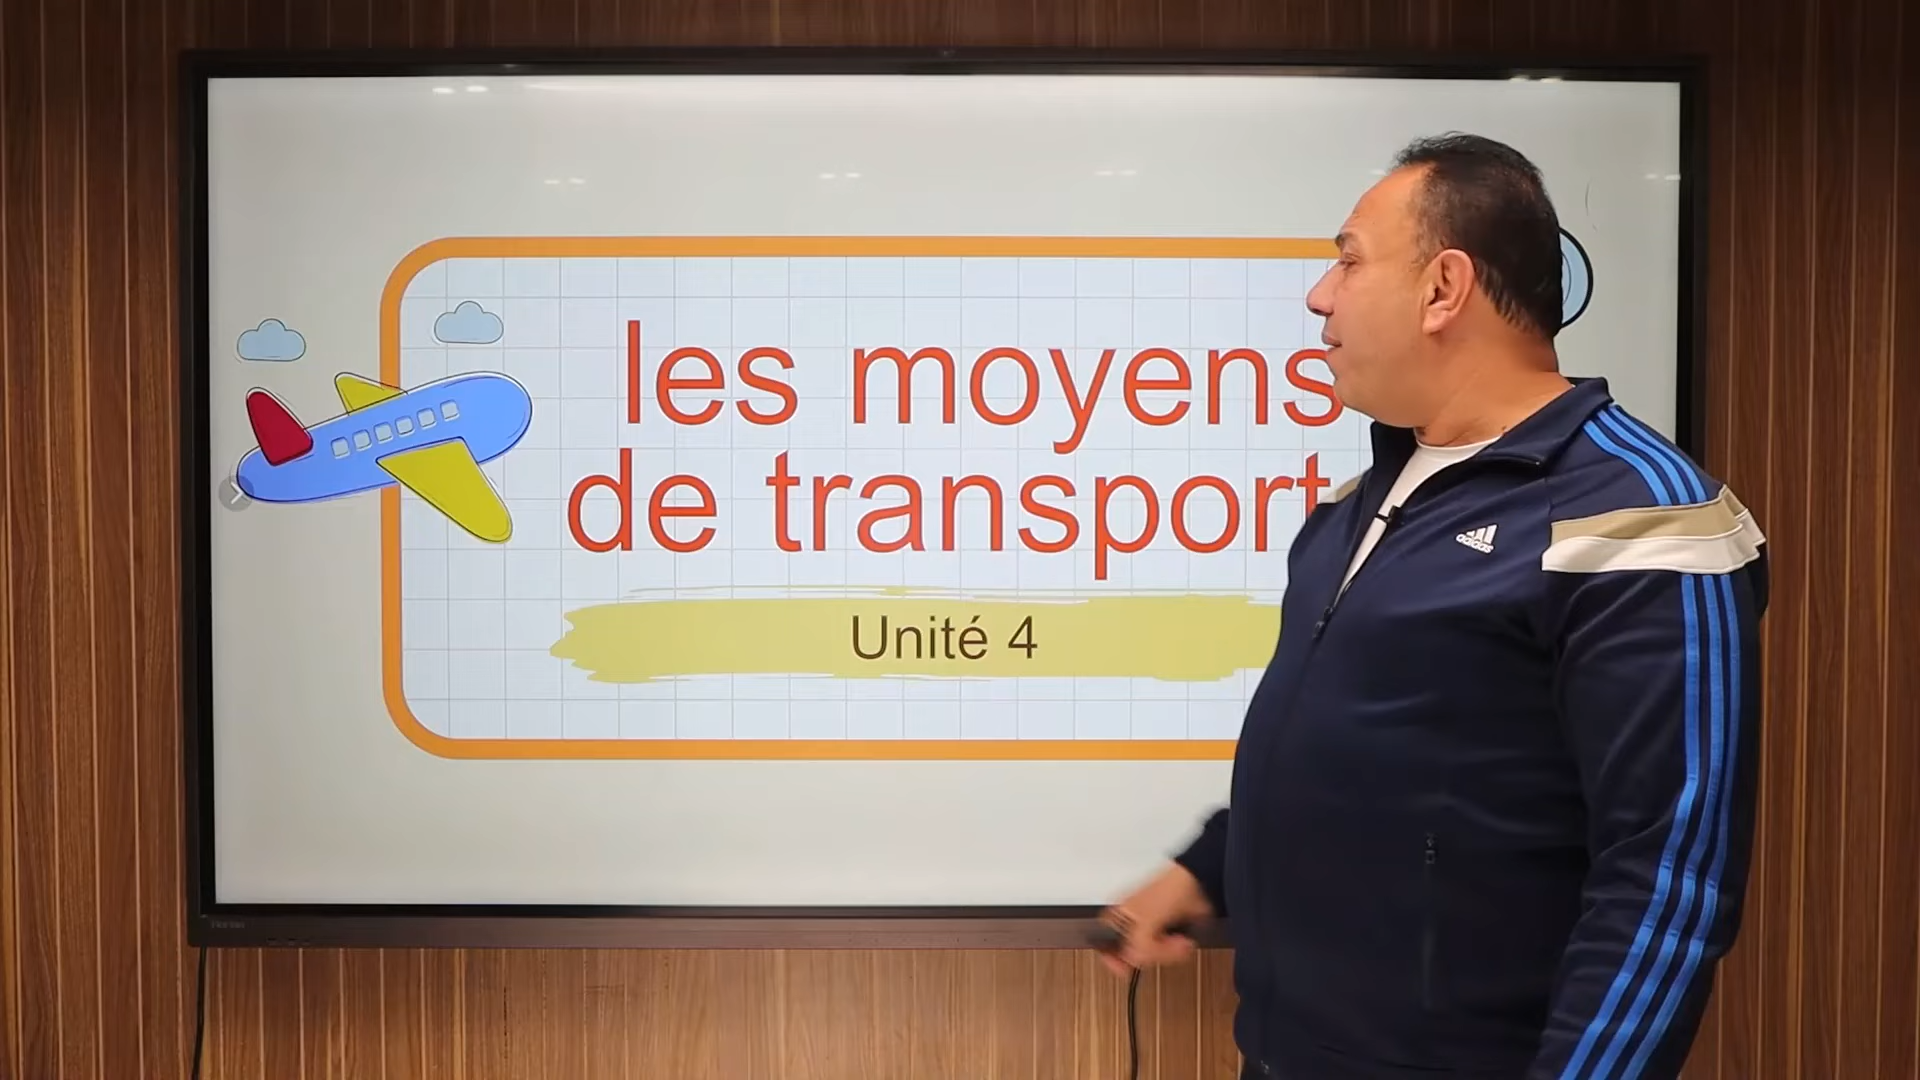 les moyens
de transport
Unité 4
adidas